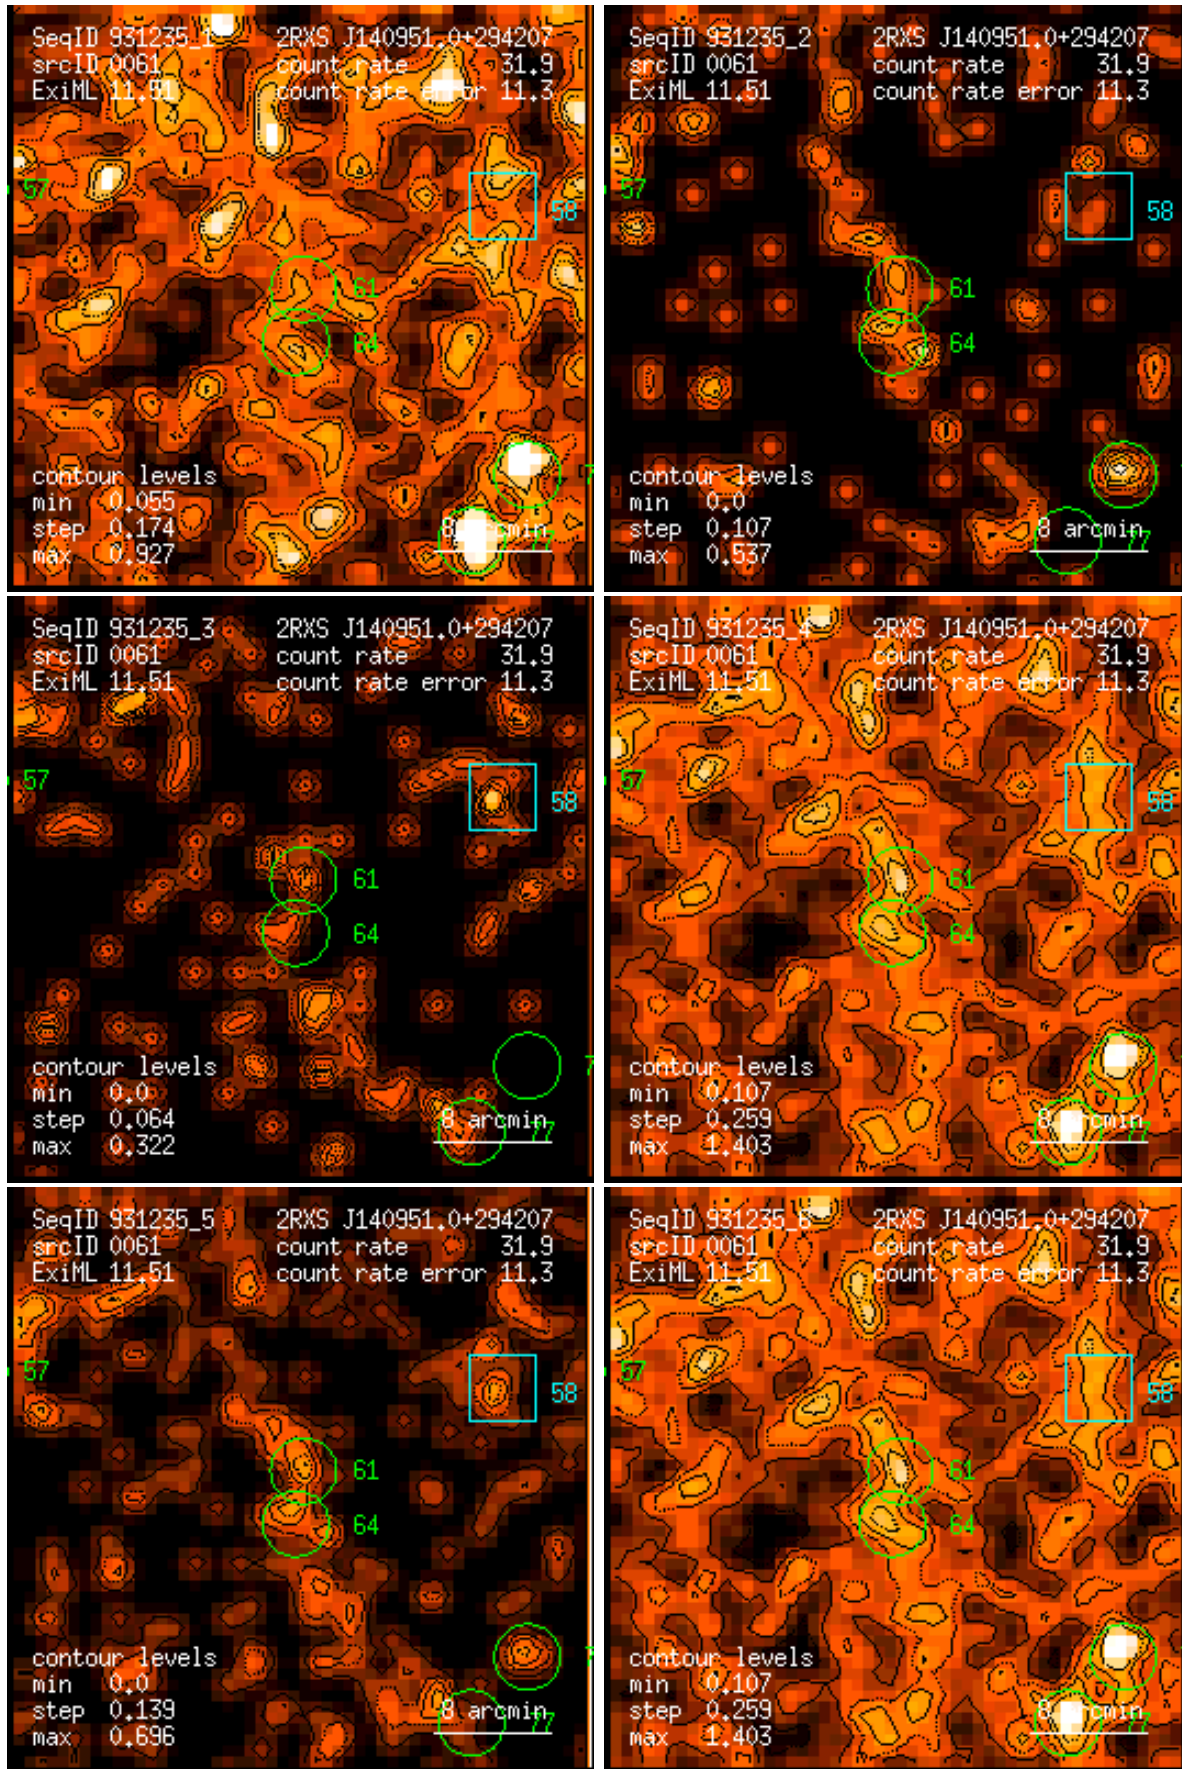 SeqID 931235_1 2RXS J140951.0+294207
srcID 0061 count rate 31.9
ExiML 11.51 count rate error 11.3
57
58
61
64
contour levels
min 0.055
step 0.174 8 arcmin
77
max 0.927
SeqID 931235_2 2RXS J140951.0+294207
srcID 0061 count rate 31.9
ExiML 11.51 count rate error 11.3
57
58
61
64
contour levels
min 0.0
step 0.107 8 arcmin
77
max 0.537
SeqID 931235_3 2RXS J140951.0+294207
srcID 0061 count rate 31.9
ExiML 11.51 count rate error 11.3
57
58
61
64
contour levels
min 0.0
step 0.064 8 arcmin
77
max 0.322
SeqID 931235_4 2RXS J140951.0+294207
srcID 0061 count rate 31.9
ExiML 11.51 count rate error 11.3
57
58
61
64
contour levels
min 0.107
step 0.259 8 arcmin
77
max 1.403
SeqID 931235_5 2RXS J140951.0+294207
srcID 0061 count rate 31.9
ExiML 11.51 count rate error 11.3
57
58
61
64
contour levels
min 0.0
step 0.139 8 arcmin
77
max 0.696
SeqID 931235_6 2RXS J140951.0+294207
srcID 0061 count rate 31.9
ExiML 11.51 count rate error 11.3
57
58
61
64
contour levels
min 0.107
step 0.259 8 arcmin
77
max 1.403